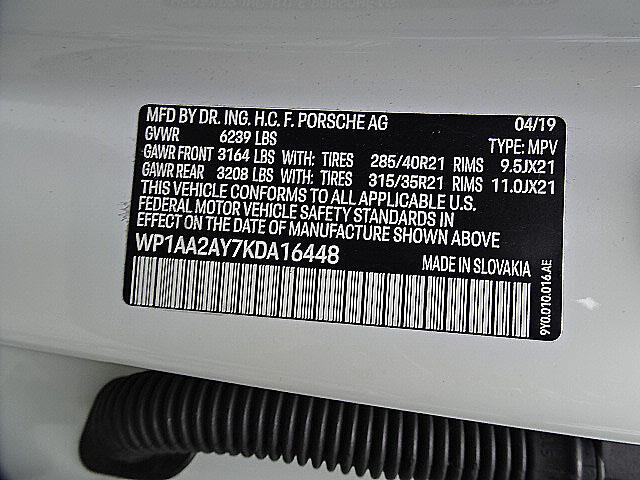 MFD BY DR. ING. H.C. F. PORSCHE AG 04/19
GVWR 6239 LBS TYPE: MPV
GAWR FRONT 3164 LBS WITH: TIRES 285/40R21 RIMS 9.5JX21
GAWR REAR 3208 LBS WITH: TIRES 315/35R21 RIMS 11.0JX21
THIS VEHICLE CONFORMS TO ALL APPLICABLE U.S.
FEDERAL MOTOR VEHICLE SAFETY STANDARDS IN
EFFECT ON THE DATE OF MANUFACTURE SHOWN ABOVE
WP1AA2AY7KDA16448 MADE IN SLOVAKIA
9Y0.010.016.AE